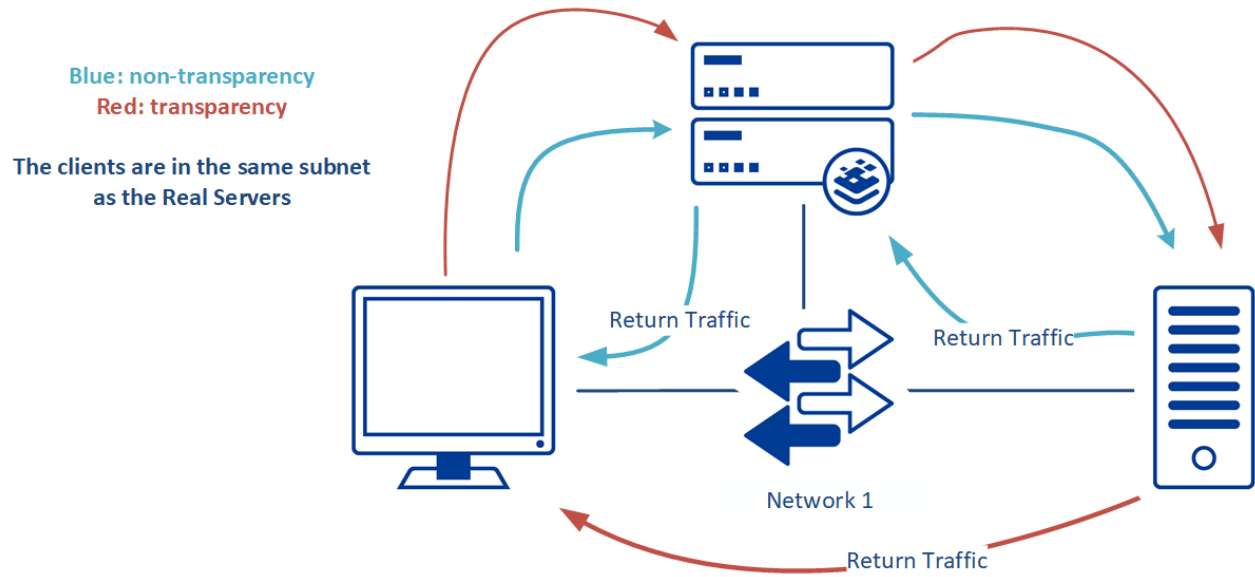 Blue: non-transparency
Red: transparency
The clients are in the same subnet
as the Real Servers
Return Traffic
Return Traffic
Network 1
Return Traffic